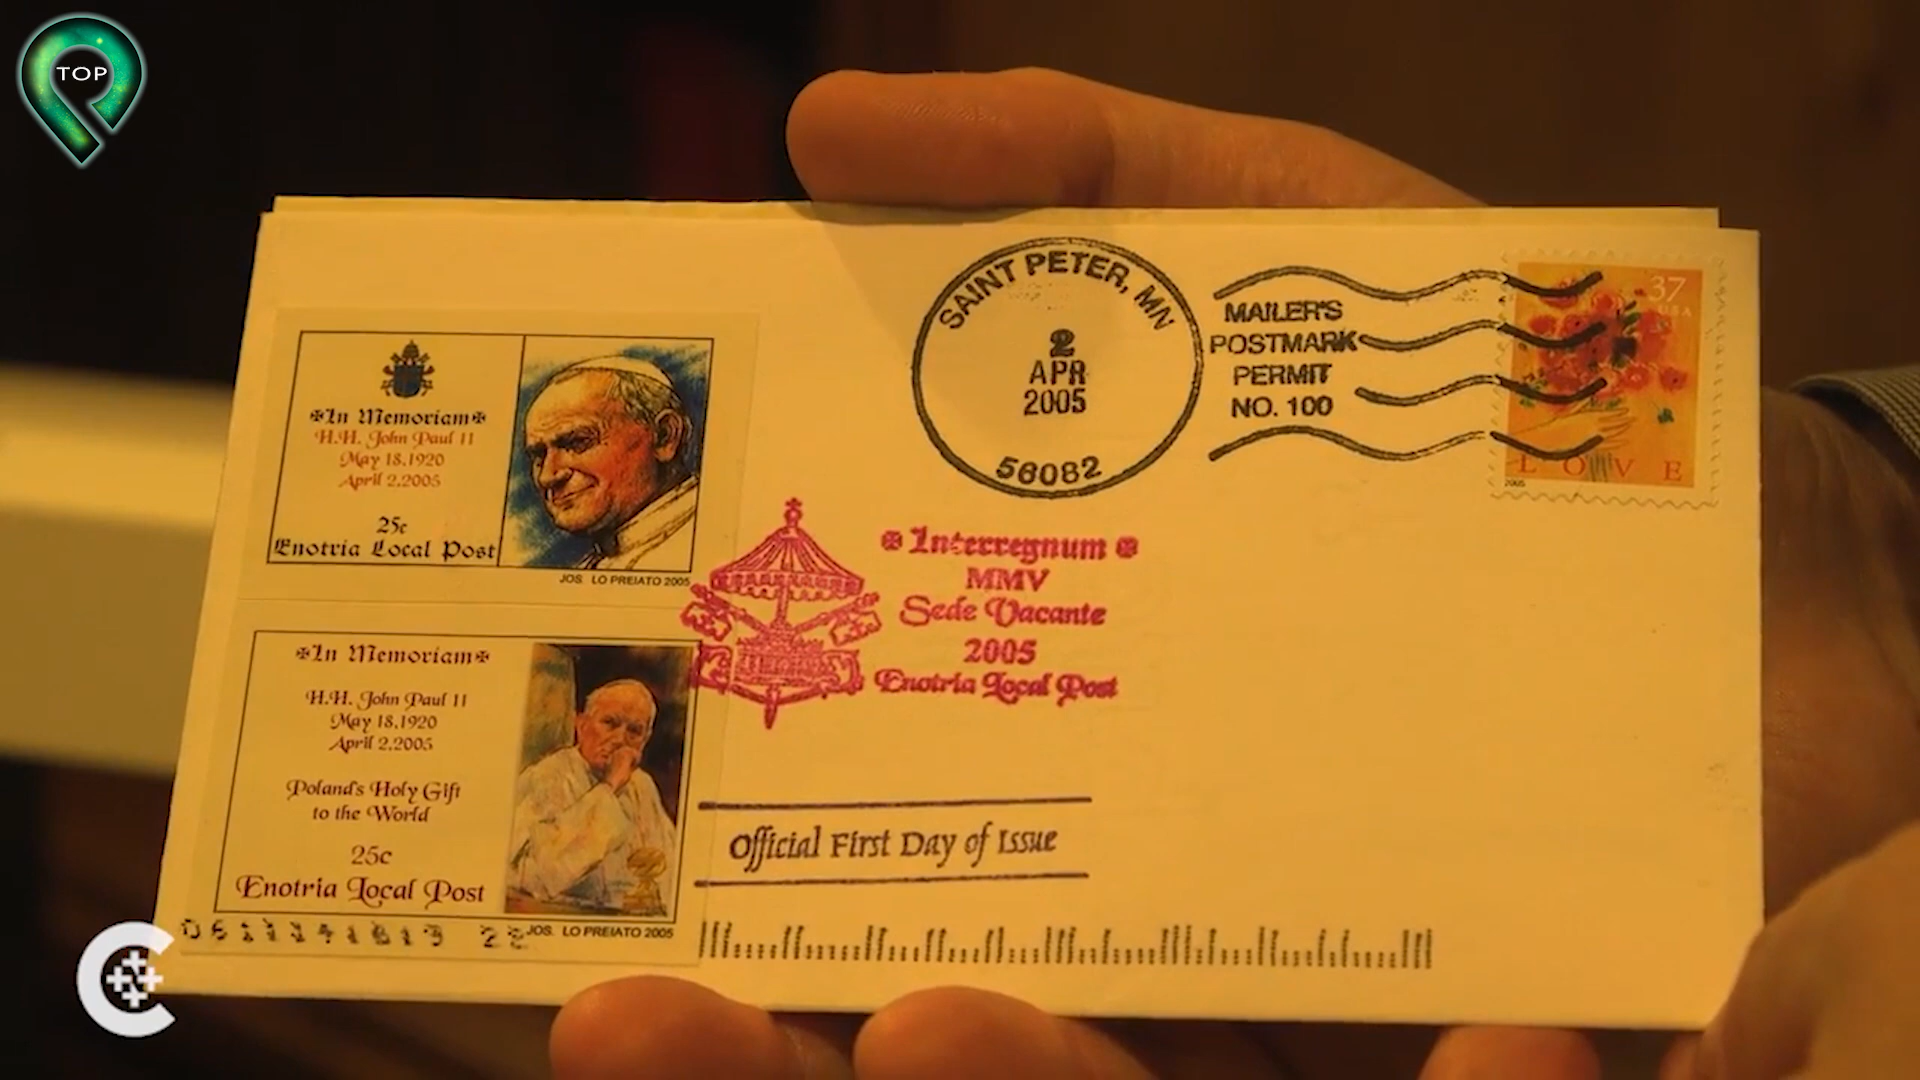 TOP
SAINT PETER, MN
2
APR
2005
56082
MAILER'S
POSTMARK
PERMIT
NO. 100
37
USA
LOVE
2005
✠In Memoriam✠
H.H. John Paul II
May 18,1920
April 2,2005
25c
Enotria Local Post
JOS. LO PREIATO 2005
Interregnum
MMV
Sede Vacante
2005
Enotria Local Post
✠In Memoriam✠
H.H. John Paul II
May 18,1920
April 2,2005
Poland's Holy Gift
to the World
25c
Enotria Local Post
JOS. LO PREIATO 2005
Official First Day of Issue